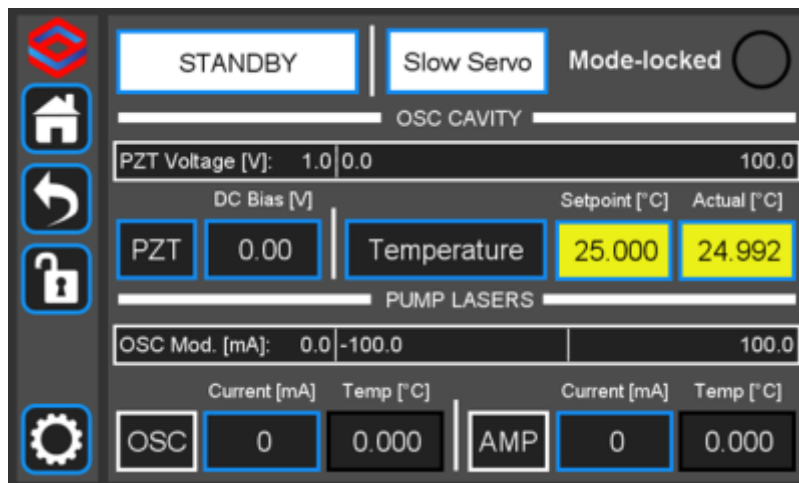 STANDBY Slow Servo Mode-locked
OSC CAVITY
PZT Voltage [V]: 1.0 0.0 100.0
DC Bias [V] Setpoint [°C] Actual [°C]
PZT 0.00 Temperature 25.000 24.992
PUMP LASERS
OSC Mod. [mA]: 0.0 -100.0 100.0
Current [mA] Temp [°C] Current [mA] Temp [°C]
OSC 0 0.000 AMP 0 0.000